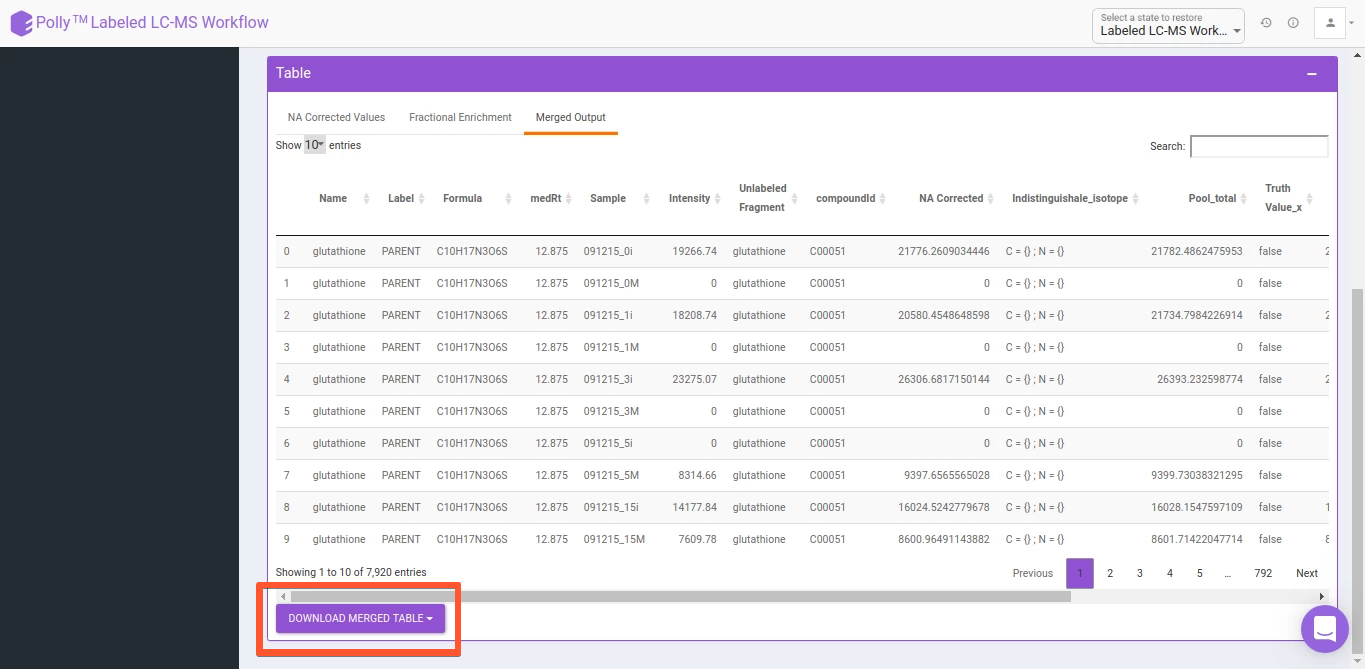 Polly™ Labeled LC-MS Workflow
Select a state to restore
Labeled LC-MS Work...
Table
NA Corrected Values Fractional Enrichment Merged Output
Show 10 entries Search:
Name Label Formula medRt Sample Intensity Unlabeled Fragment compoundId NA Corrected Indistinguishale_isotope Pool_total Truth Value_x
0 glutathione PARENT C10H17N3O6S 12.875 091215_0i 19266.74 glutathione C00051 21776.2609034446 C = {} ; N = {} 21782.4862475953 false 2
1 glutathione PARENT C10H17N3O6S 12.875 091215_0M 0 glutathione C00051 0 C = {} ; N = {} 0 false
2 glutathione PARENT C10H17N3O6S 12.875 091215_1i 18208.74 glutathione C00051 20580.4548648598 C = {} ; N = {} 21734.7984226914 false 2
3 glutathione PARENT C10H17N3O6S 12.875 091215_1M 0 glutathione C00051 0 C = {} ; N = {} 0 false
4 glutathione PARENT C10H17N3O6S 12.875 091215_3i 23275.07 glutathione C00051 26306.6817150144 C = {} ; N = {} 26393.232598774 false 2
5 glutathione PARENT C10H17N3O6S 12.875 091215_3M 0 glutathione C00051 0 C = {} ; N = {} 0 false
6 glutathione PARENT C10H17N3O6S 12.875 091215_5i 0 glutathione C00051 0 C = {} ; N = {} 0 false
7 glutathione PARENT C10H17N3O6S 12.875 091215_5M 8314.66 glutathione C00051 9397.6565565028 C = {} ; N = {} 9399.73038321295 false
8 glutathione PARENT C10H17N3O6S 12.875 091215_15i 14177.84 glutathione C00051 16024.5242779678 C = {} ; N = {} 16028.1547597109 false 1
9 glutathione PARENT C10H17N3O6S 12.875 091215_15M 7609.78 glutathione C00051 8600.96491143882 C = {} ; N = {} 8601.71422047714 false 8
Showing 1 to 10 of 7,920 entries
Previous 1 2 3 4 5 ... 792 Next
DOWNLOAD MERGED TABLE